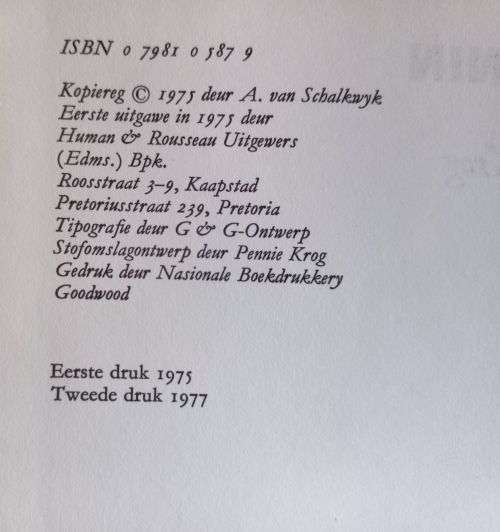 ISBN 0 7981 0 587 9
Kopiereg © 1975 deur A. van Schalkwyk
Eerste uitgawe in 1975 deur
Human & Rousseau Uitgewers
(Edms.) Bpk.
Roosstraat 3–9, Kaapstad
Pretoriusstraat 239, Pretoria
Tipografie deur G & G-Ontwerp
Stofomslagontwerp deur Pennie Krog
Gedruk deur Nasionale Boekdrukkery
Goodwood
Eerste druk 1975
Tweede druk 1977